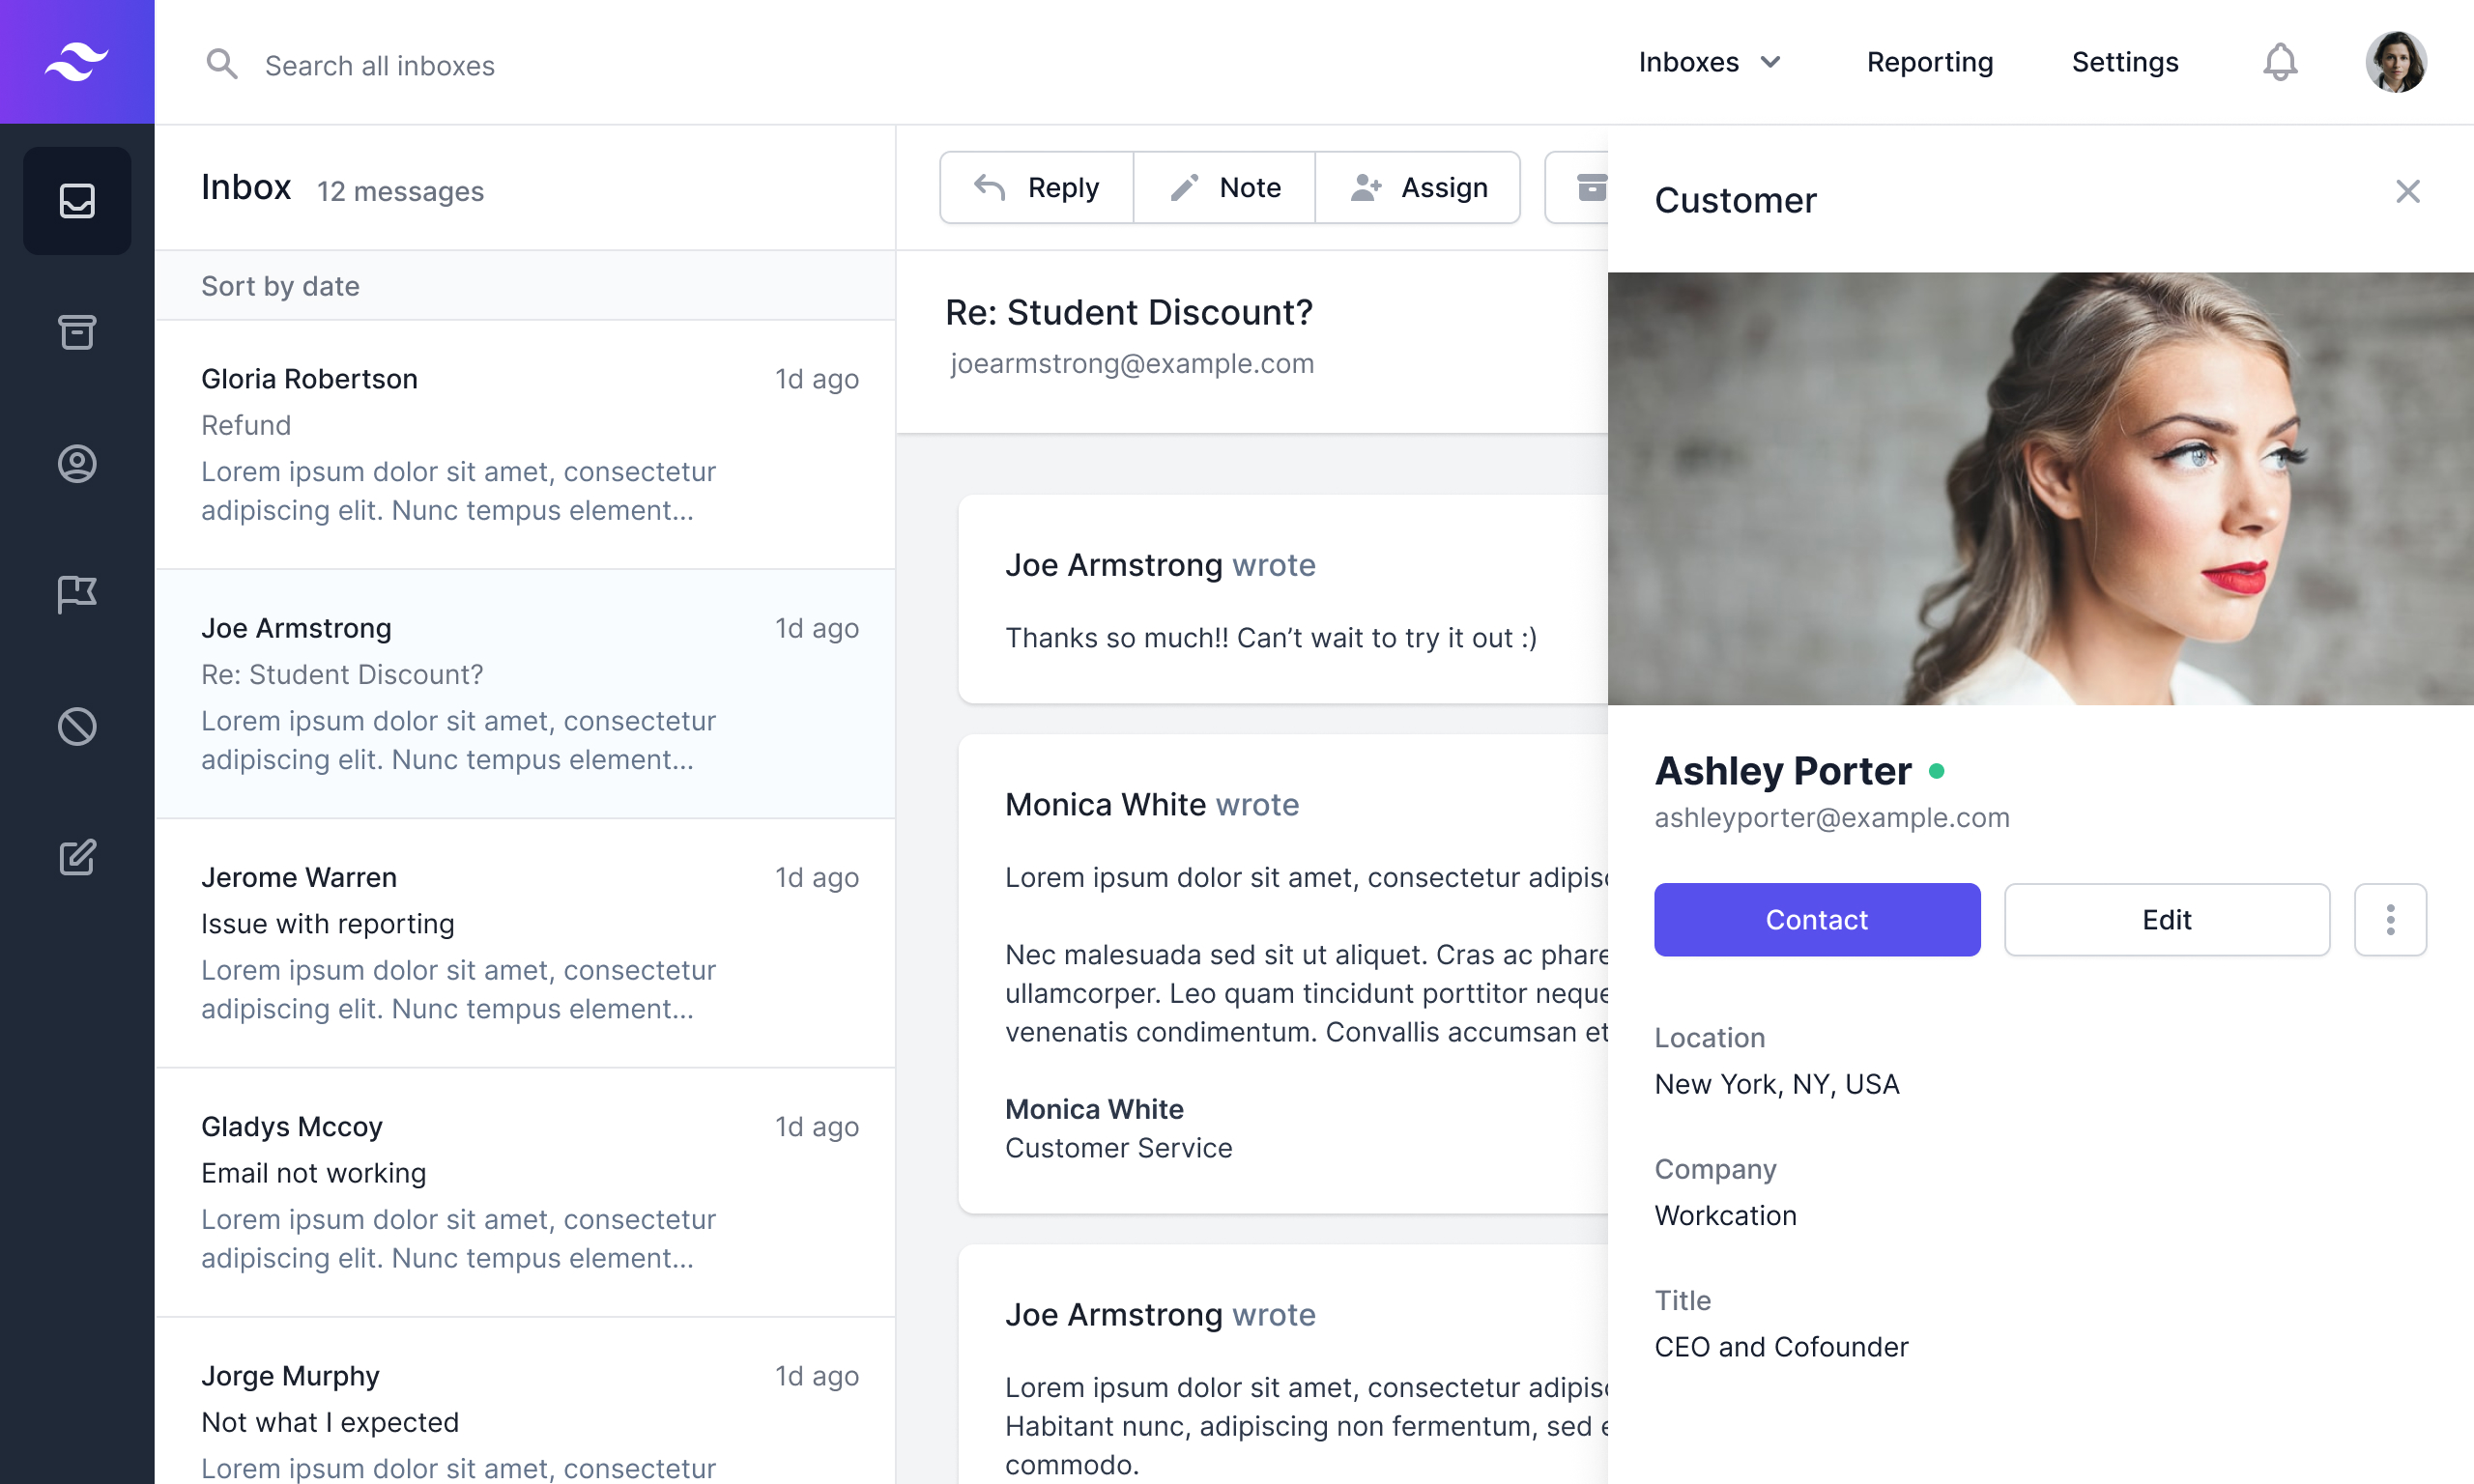 Search all inboxes
Inboxes
Reporting
Settings
Inbox 12 messages
Sort by date
Gloria Robertson 1d ago
Refund
Lorem ipsum dolor sit amet, consectetur
adipiscing elit. Nunc tempus element...
Joe Armstrong 1d ago
Re: Student Discount?
Lorem ipsum dolor sit amet, consectetur
adipiscing elit. Nunc tempus element...
Jerome Warren 1d ago
Issue with reporting
Lorem ipsum dolor sit amet, consectetur
adipiscing elit. Nunc tempus element...
Gladys Mccoy 1d ago
Email not working
Lorem ipsum dolor sit amet, consectetur
adipiscing elit. Nunc tempus element...
Jorge Murphy 1d ago
Not what I expected
Lorem ipsum dolor sit amet, consectetur
Reply
Note
Assign
Re: Student Discount?
joearmstrong@example.com
Joe Armstrong wrote
Thanks so much!! Can’t wait to try it out :)
Monica White wrote
Lorem ipsum dolor sit amet, consectetur
Nec malesuada sed sit ut aliquet. Cras ac
ullamcorper. Leo quam tincidunt porttitor neque
venenatis condimentum. Convallis accumsan et
Monica White
Customer Service
Joe Armstrong wrote
Lorem ipsum dolor sit amet, consectetur
Habitant nunc, adipiscing non fermentum, sed
commodo.
Customer
Ashley Porter
ashleyporter@example.com
Contact
Edit
Location
New York, NY, USA
Company
Workcation
Title
CEO and Cofounder